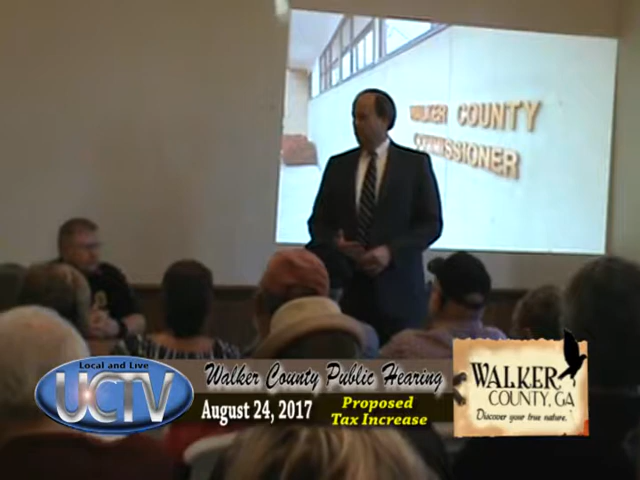 WALKER COUNTY
COMMISSIONER
Local and Live
UCTV
Walker County Public Hearing
August 24, 2017
Proposed
Tax Increase
WALKER
COUNTY, GA
Discover your true nature.